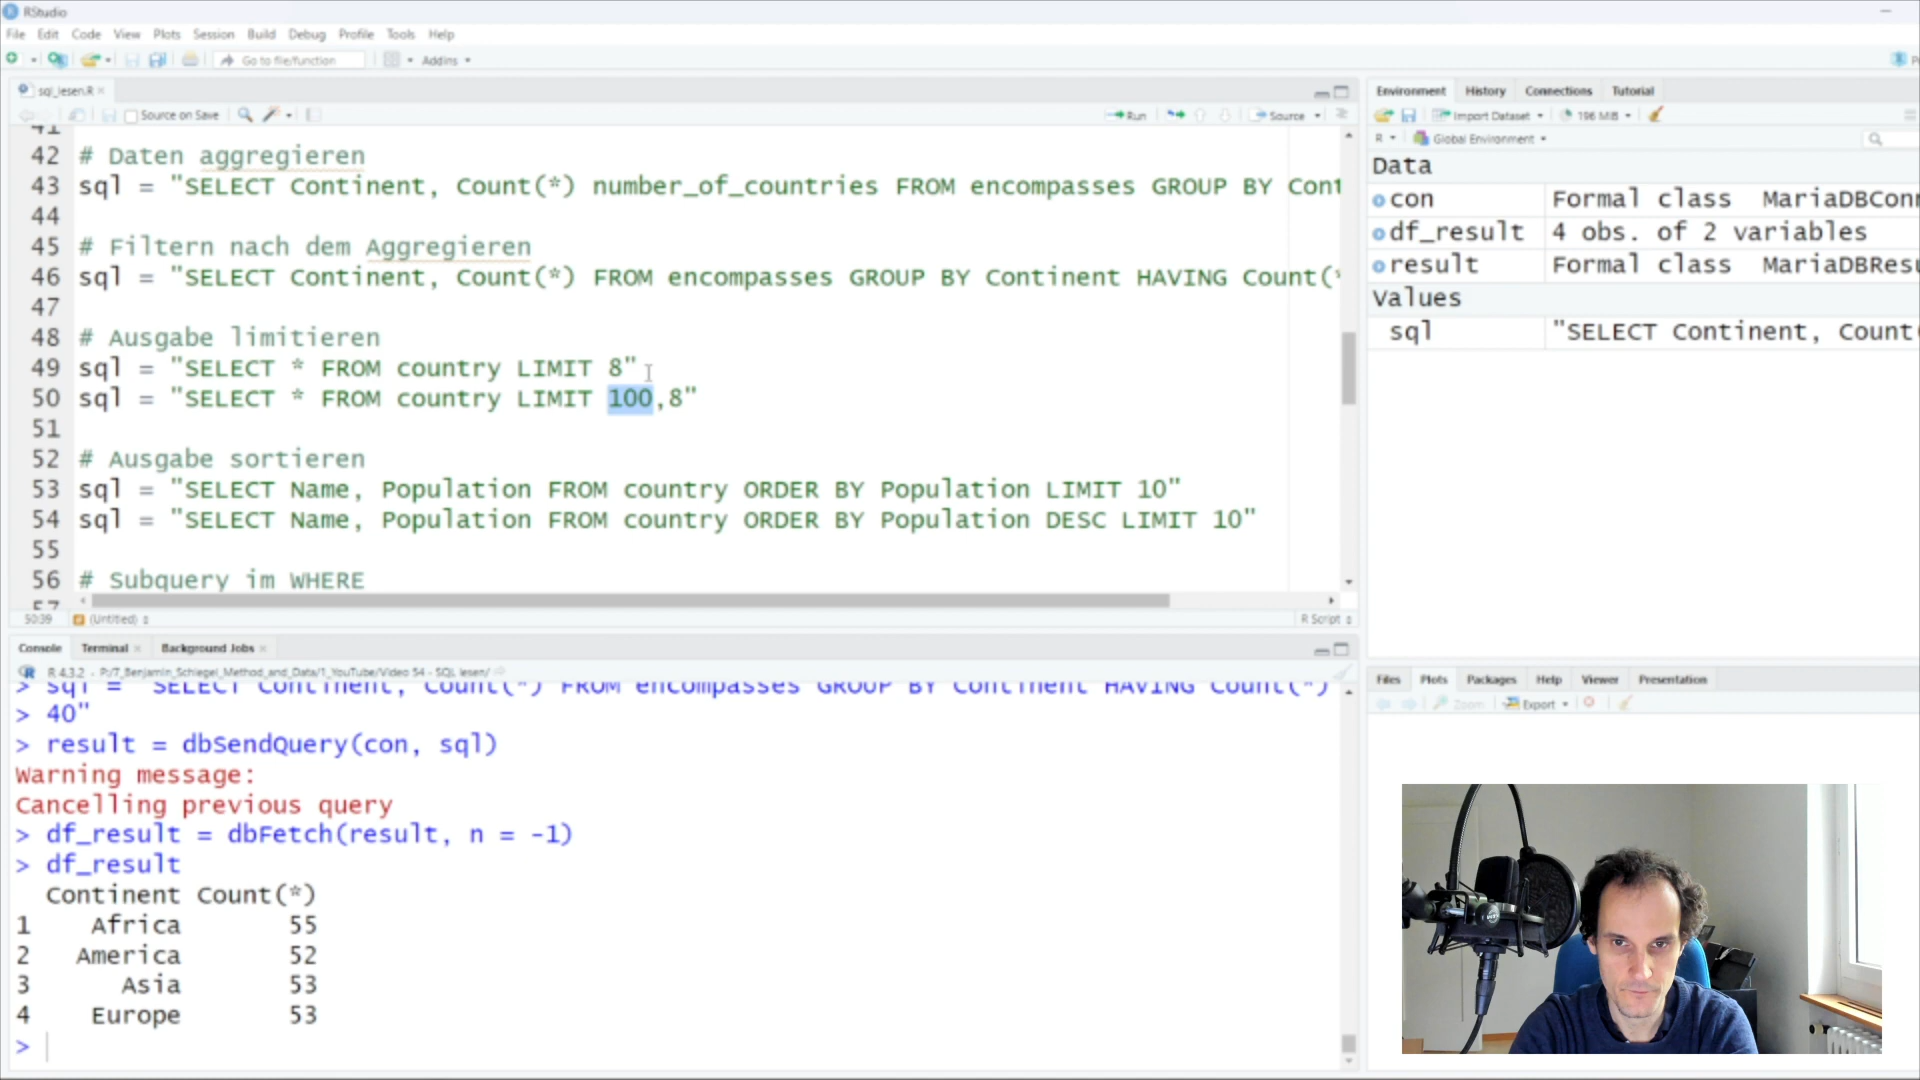 RStudio
File Edit Code View Plots Session Build Debug Profile Tools Help
Go to file/function Addins
sql_lesen.R
Source on Save Run Source
41
42 # Daten aggregieren
43 sql = "SELECT Continent, Count(*) number_of_countries FROM encompasses GROUP BY Cont
44
45 # Filtern nach dem Aggregieren
46 sql = "SELECT Continent, Count(*) FROM encompasses GROUP BY Continent HAVING Count(*
47
48 # Ausgabe limitieren
49 sql = "SELECT * FROM country LIMIT 8"
50 sql = "SELECT * FROM country LIMIT 100,8"
51
52 # Ausgabe sortieren
53 sql = "SELECT Name, Population FROM country ORDER BY Population LIMIT 10"
54 sql = "SELECT Name, Population FROM country ORDER BY Population DESC LIMIT 10"
55
56 # Subquery im WHERE
57
50:39 (Untitled) R Script
Console Terminal Background Jobs
R 4.3.2 - P:/7_Benjamin_Schlegel_Method_and_Data/1_YouTube/Video 54 - SQL lesen/
> sql = "SELECT Continent, Count(*) FROM encompasses GROUP BY Continent HAVING Count(*)
> 40"
> result = dbSendQuery(con, sql)
Warning message:
Cancelling previous query
> df_result = dbFetch(result, n = -1)
> df_result
Continent Count(*)
1 Africa 55
2 America 52
3 Asia 53
4 Europe 53
>
Environment History Connections Tutorial
Import Dataset 196 MiB
R Global Environment
Data
con Formal class MariaDBConn
df_result 4 obs. of 2 variables
result Formal class MariaDBResu
Values
sql "SELECT Continent, Count(
Files Plots Packages Help Viewer Presentation
Zoom Export